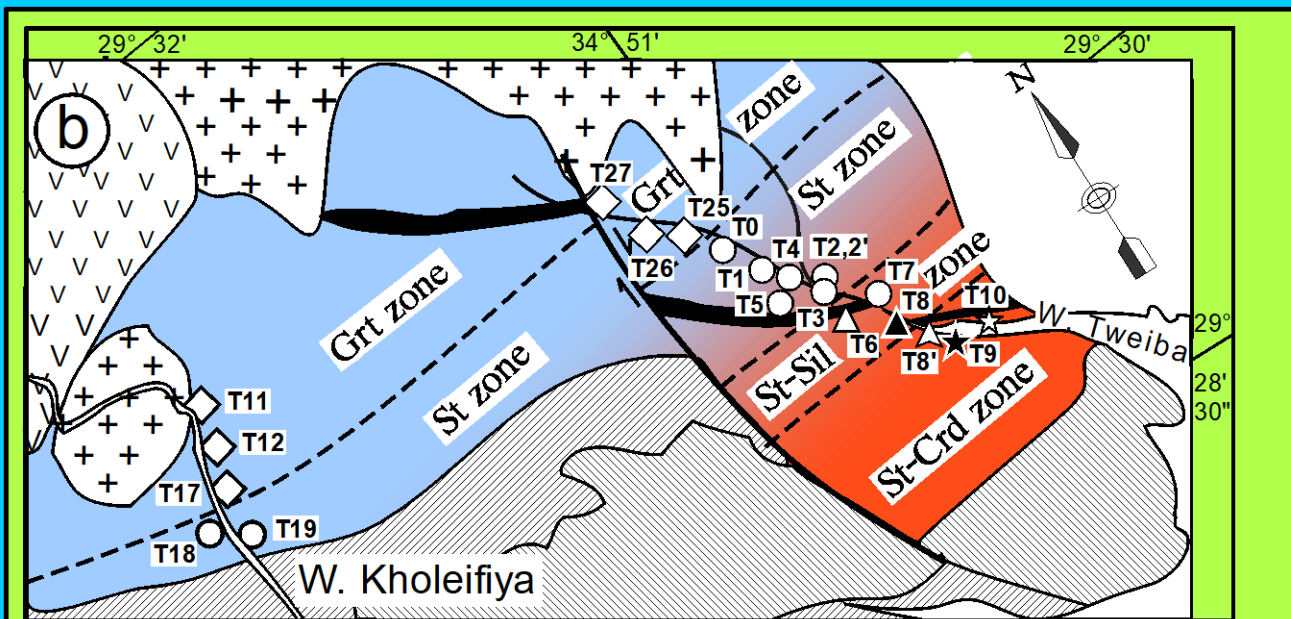 29° 32'
34° 51'
29° 30'
b
N
zone
St zone
Grt
T27
T25
T26
T0
T1
T4
T2,2'
T5
T3
T7
zone
T8
T10
T6
T8'
T9
W. Tweiba
29°
28'
30"
Grt zone
St zone
St-Sil
St-Crd zone
T11
T12
T17
T18
T19
W. Kholeifiya